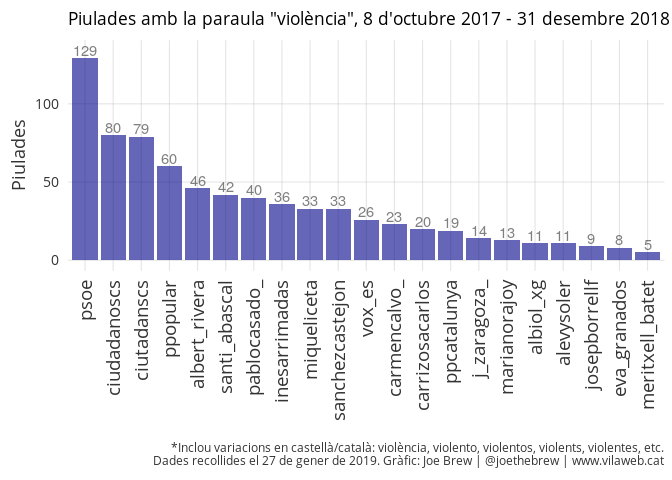 Piulades amb la paraula "violència", 8 d'octubre 2017 - 31 desembre 2018
Piulades
100
50
0
129
80
79
60
46
42
40
36
33
33
26
23
20
19
14
13
11
11
9
8
5
psoe
ciudadanoscs
ciutadanscs
ppopular
albert_rivera
santi_abascal
pablocasado_
inesarrimadas
miqueliceta
sanchezcastejon
vox_es
carmencalvo_
carrizosacarlos
ppcatalunya
j_zaragoza_
marianorajoy
albiol_xg
alevysoler
josepborrellf
eva_granados
meritxell_batet
*Inclou variacions en castellà/català: violència, violento, violentos, violents, violentes, etc.
Dades recollides el 27 de gener de 2019. Gràfic: Joe Brew | @joethebrew | www.vilaweb.cat